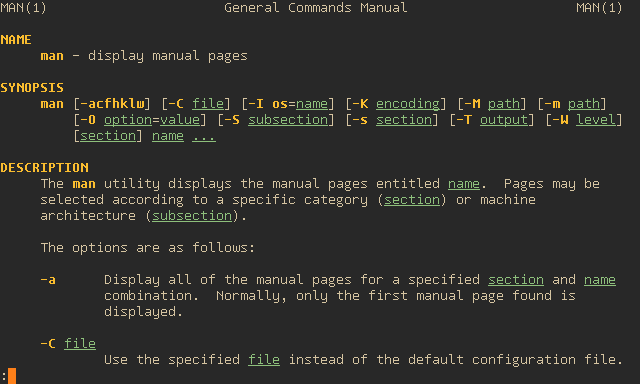 MAN(1) General Commands Manual MAN(1)
NAME
man - display manual pages
SYNOPSIS
man [-acfhklw] [-C file] [-I os=name] [-K encoding] [-M path] [-m path]
[-O option=value] [-S subsection] [-s section] [-T output] [-W level]
[section] name ...
DESCRIPTION
The man utility displays the manual pages entitled name. Pages may be
selected according to a specific category (section) or machine
architecture (subsection).
The options are as follows:
-a Display all of the manual pages for a specified section and name
combination. Normally, only the first manual page found is
displayed.
-C file
Use the specified file instead of the default configuration file.
: